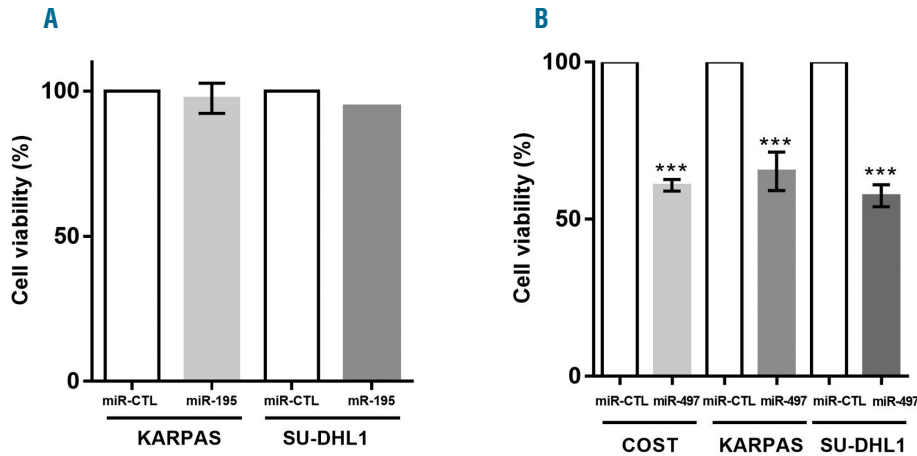 A
Cell viability (%)
100
50
0
miR-CTL miR-195 miR-CTL mR-195
KARPAS SU-DHL1
B
Cell viability (%)
100
50
0
*** *** ***
miR-CTL miR-497 miR-CTL miR-497 miR-CTL miR-497
COST KARPAS SU-DHL1